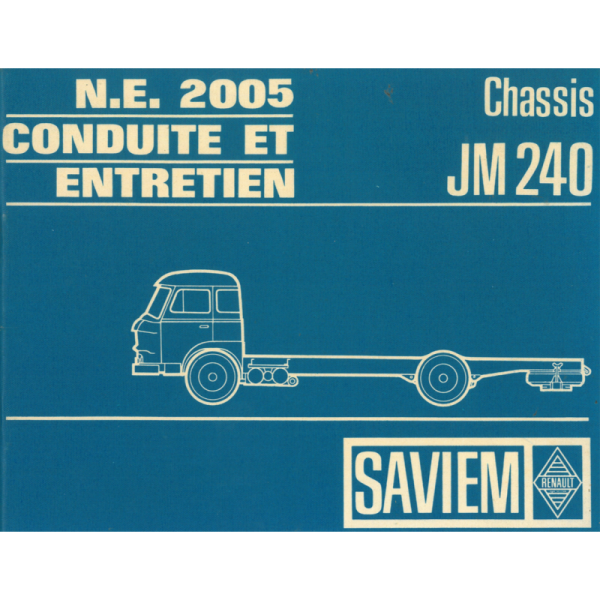 N.E. 2005
CONDUITE ET
ENTRETIEN
Chassis
JM 240
SAVIEM
RENAULT